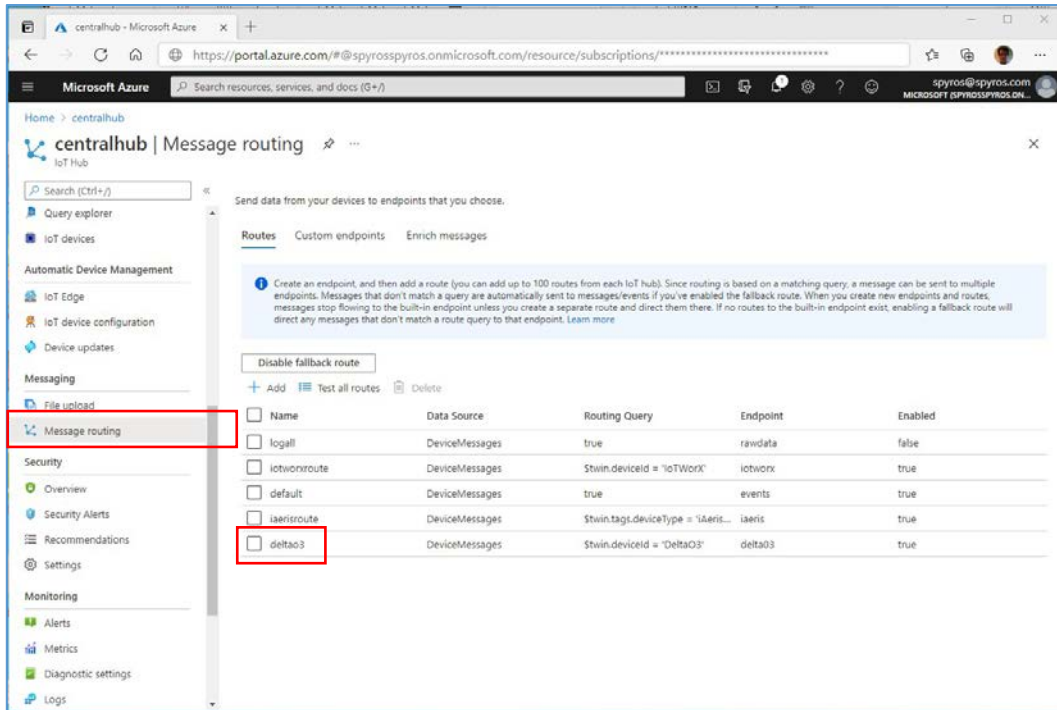 centralhub - Microsoft Azure
https://portal.azure.com/#@spyrosspyros.onmicrosoft.com/resource/subscriptions/********************************
Microsoft Azure
Search resources, services, and docs (G+/)
1
spyros@spyros.com
MICROSOFT (SPYROSSPYROS.ON...
Home > centralhub
centralhub | Message routing
IoT Hub
Search (Ctrl+/)
Query explorer
IoT devices
Automatic Device Management
IoT Edge
IoT device configuration
Device updates
Messaging
File upload
Message routing
Security
Overview
Security Alerts
Recommendations
Settings
Monitoring
Alerts
Metrics
Diagnostic settings
Logs
Send data from your devices to endpoints that you choose.
Routes Custom endpoints Enrich messages
Create an endpoint, and then add a route (you can add up to 100 routes from each IoT hub). Since routing is based on a matching query, a message can be sent to multiple
endpoints. Messages that don't match a query are automatically sent to messages/events if you've enabled the fallback route. When you create new endpoints and routes,
messages stop flowing to the built-in endpoint unless you create a separate route and direct them there. If no routes to the built-in endpoint exist, enabling a fallback route will
direct any messages that don't match a route query to that endpoint. Learn more
Disable fallback route
Add Test all routes Delete
Name Data Source Routing Query Endpoint Enabled
logall DeviceMessages true rawdata false
iotworxroute DeviceMessages $twin.deviceId = 'IoTWorX' iotworx true
default DeviceMessages true events true
iaerisroute DeviceMessages $twin.tags.deviceType = 'iAeris... iaeris true
deltao3 DeviceMessages $twin.deviceId = 'DeltaO3' delta03 true